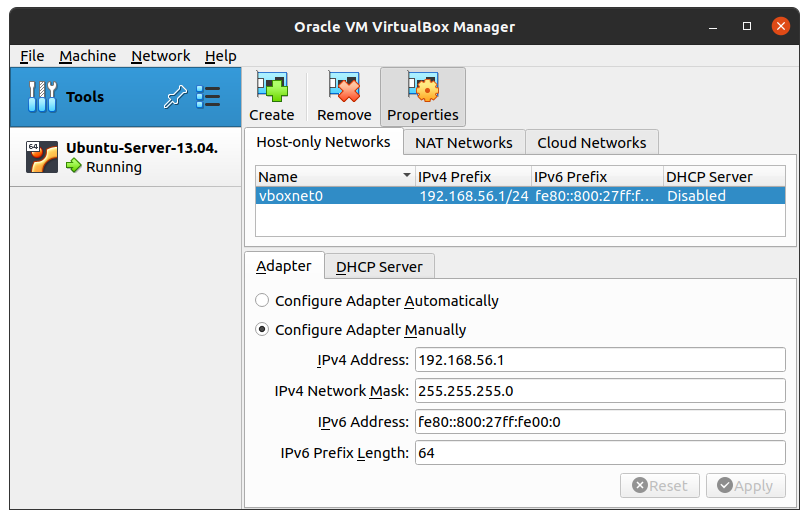 Oracle VM VirtualBox Manager
File Machine Network Help
Tools
64
Ubuntu-Server-13.04.
Running
Create Remove Properties
Host-only Networks NAT Networks Cloud Networks
Name IPv4 Prefix IPv6 Prefix DHCP Server
vboxnet0 192.168.56.1/24 fe80::800:27ff:f... Disabled
Adapter DHCP Server
Configure Adapter Automatically
Configure Adapter Manually
IPv4 Address: 192.168.56.1
IPv4 Network Mask: 255.255.255.0
IPv6 Address: fe80::800:27ff:fe00:0
IPv6 Prefix Length: 64
Reset Apply